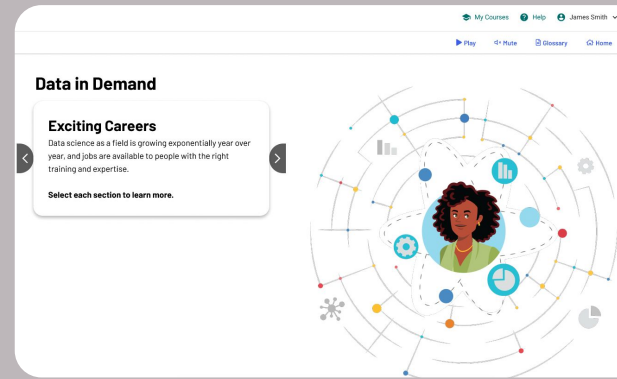 My Courses Help James Smith
Play Mute Glossary Home
Data in Demand
Exciting Careers
Data science as a field is growing exponentially year over
year, and jobs are available to people with the right
training and expertise.
Select each section to learn more.